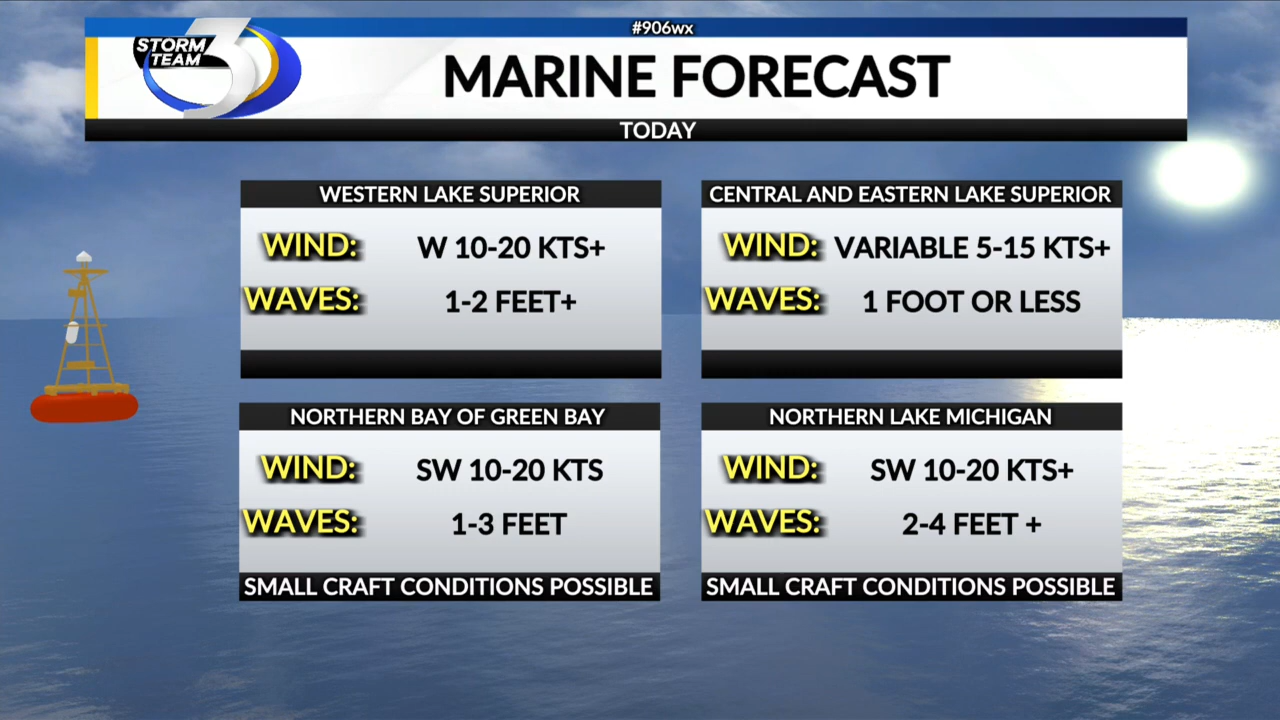 #906wx
STORM
TEAM
3
MARINE FORECAST
TODAY
WESTERN LAKE SUPERIOR
WIND: W 10-20 KTS+
WAVES: 1-2 FEET+
CENTRAL AND EASTERN LAKE SUPERIOR
WIND: VARIABLE 5-15 KTS+
WAVES: 1 FOOT OR LESS
NORTHERN BAY OF GREEN BAY
WIND: SW 10-20 KTS
WAVES: 1-3 FEET
SMALL CRAFT CONDITIONS POSSIBLE
NORTHERN LAKE MICHIGAN
WIND: SW 10-20 KTS+
WAVES: 2-4 FEET +
SMALL CRAFT CONDITIONS POSSIBLE